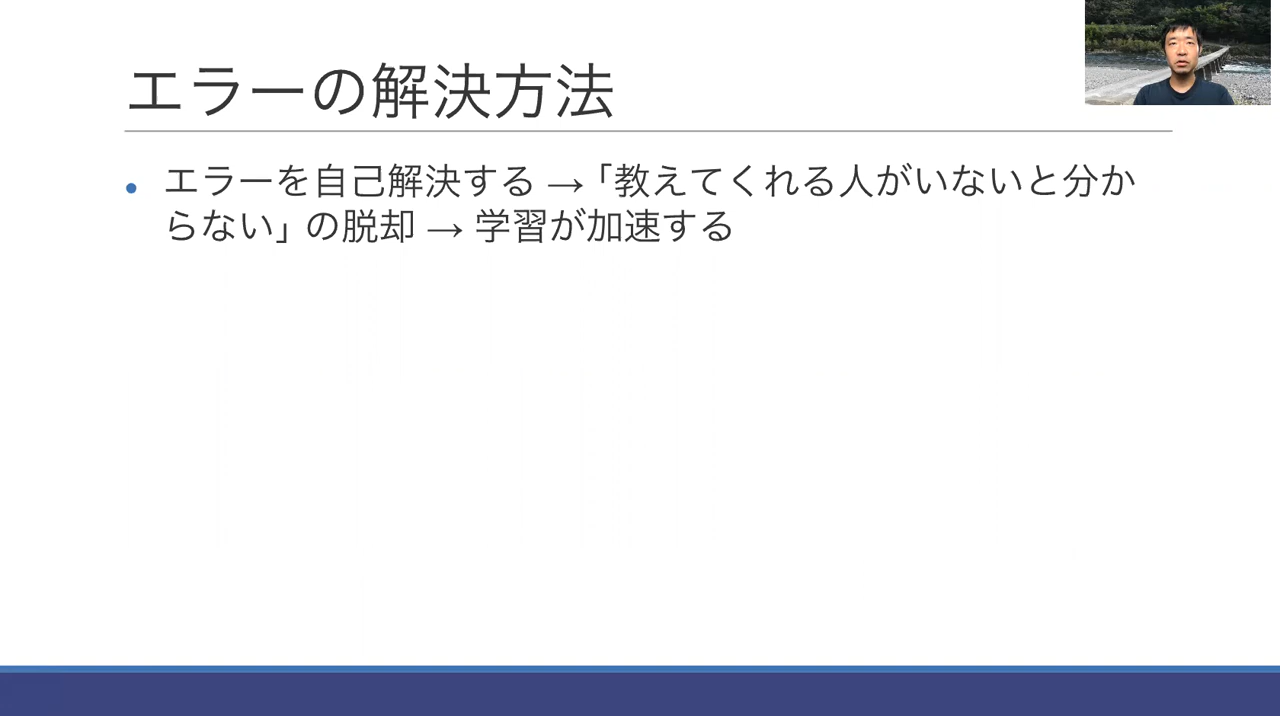 エラーの解決方法
• エラーを自己解決する → 「教えてくれる人がいないと分か
らない」の脱却 → 学習が加速する